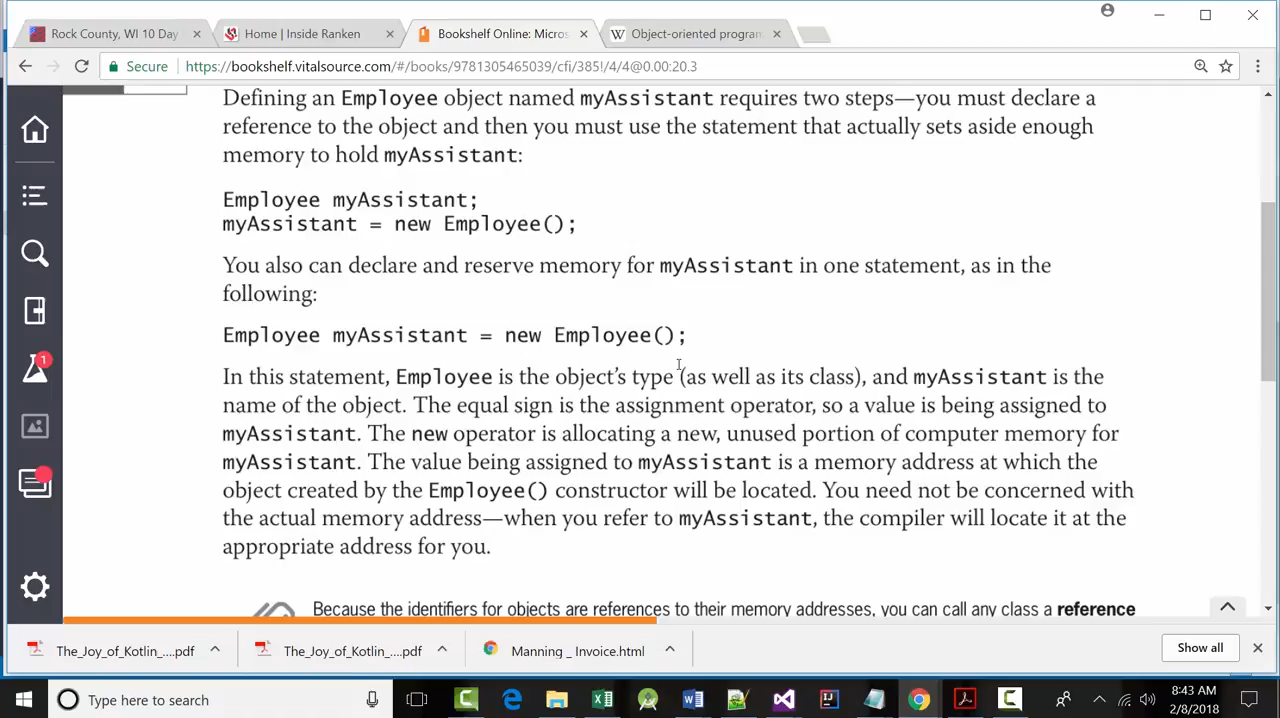 Rock County, WI 10 Day
Home | Inside Ranken
Bookshelf Online: Micros
Object-oriented program
Secure
https://bookshelf.vitalsource.com/#/books/9781305465039/cfi/385!/4/4@0.00:20.3
Defining an Employee object named myAssistant requires two steps—you must declare a
reference to the object and then you must use the statement that actually sets aside enough
memory to hold myAssistant:
Employee myAssistant;
myAssistant = new Employee();
You also can declare and reserve memory for myAssistant in one statement, as in the
following:
Employee myAssistant = new Employee();
In this statement, Employee is the object's type (as well as its class), and myAssistant is the
name of the object. The equal sign is the assignment operator, so a value is being assigned to
myAssistant. The new operator is allocating a new, unused portion of computer memory for
myAssistant. The value being assigned to myAssistant is a memory address at which the
object created by the Employee() constructor will be located. You need not be concerned with
the actual memory address—when you refer to myAssistant, the compiler will locate it at the
appropriate address for you.
Because the identifiers for objects are references to their memory addresses, you can call any class a reference
1
The_Joy_of_Kotlin_....pdf
The_Joy_of_Kotlin_....pdf
Manning _ Invoice.html
Show all
Type here to search
8:43 AM
2/8/2018